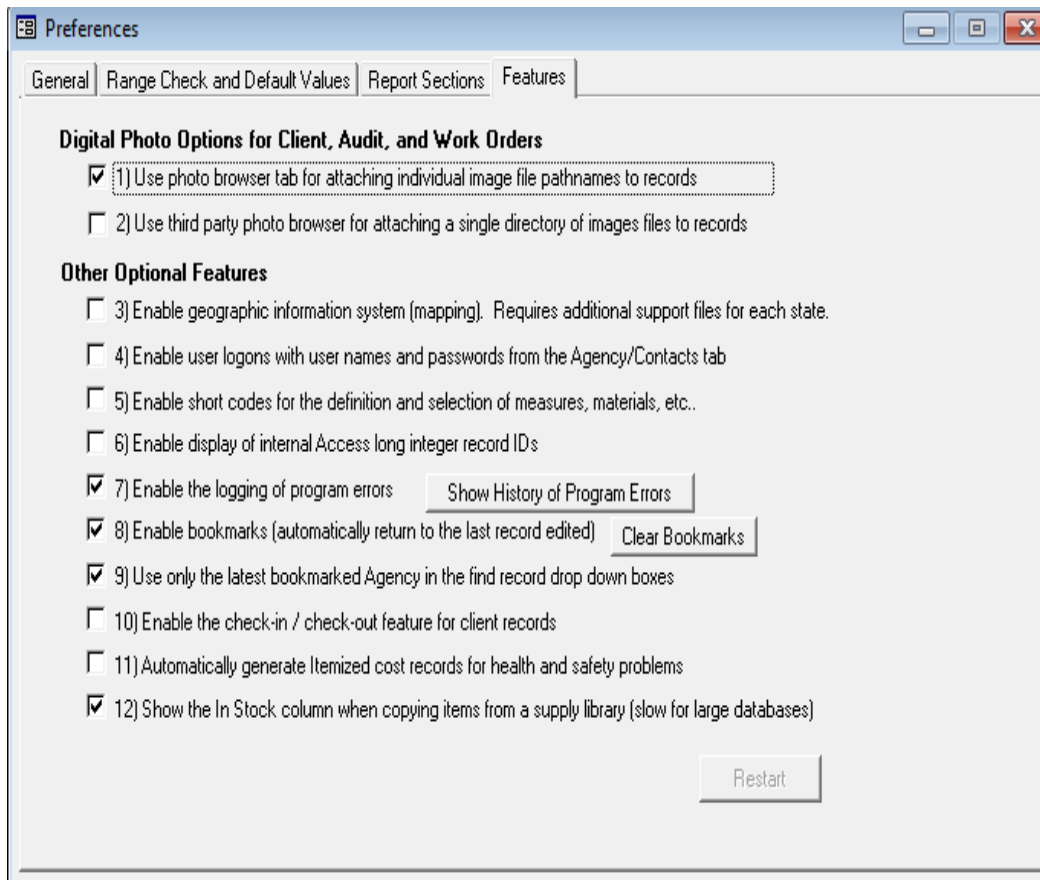 Preferences
General
Range Check and Default Values
Report Sections
Features
Digital Photo Options for Client, Audit, and Work Orders
1) Use photo browser tab for attaching individual image file pathnames to records
2) Use third party photo browser for attaching a single directory of images files to records
Other Optional Features
3) Enable geographic information system (mapping). Requires additional support files for each state.
4) Enable user logons with user names and passwords from the Agency/Contacts tab
5) Enable short codes for the definition and selection of measures, materials, etc..
6) Enable display of internal Access long integer record IDs
7) Enable the logging of program errors Show History of Program Errors
8) Enable bookmarks (automatically return to the last record edited) Clear Bookmarks
9) Use only the latest bookmarked Agency in the find record drop down boxes
10) Enable the check-in / check-out feature for client records
11) Automatically generate Itemized cost records for health and safety problems
12) Show the In Stock column when copying items from a supply library (slow for large databases)
Restart